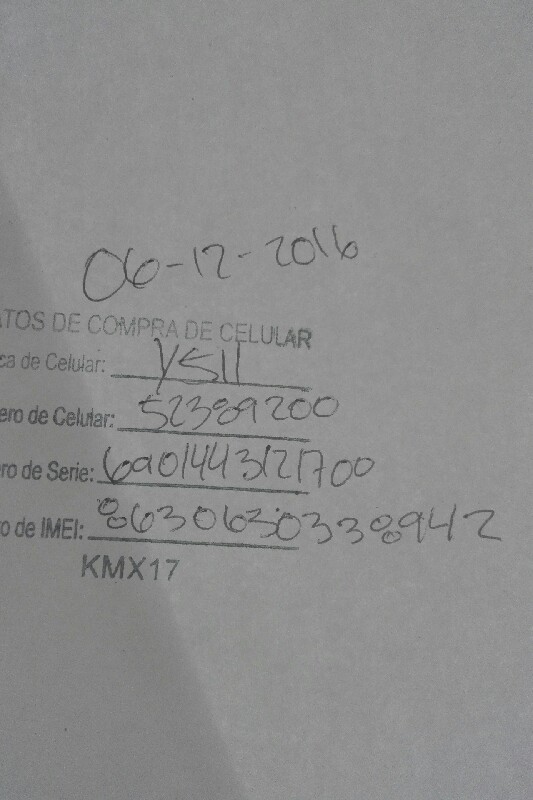 06-12-2016
ATOS DE COMPRA DE CELULAR
ca de Celular: Y511
ero de Celular: 52389200
ro de Serie: 6901443121700
o de IMEI: 8630630338942
KMX17